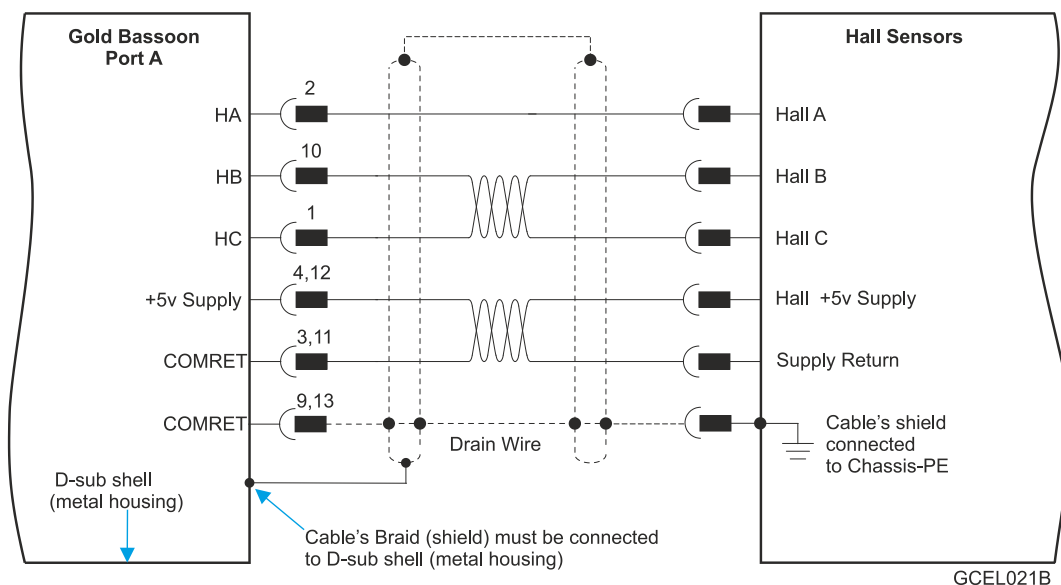 Gold Bassoon
Port A
Hall Sensors
2
HA
Hall A
10
HB
Hall B
1
HC
Hall C
4,12
+5v Supply
Hall +5v Supply
3,11
COMRET
Supply Return
9,13
COMRET
Drain Wire
Cable's shield
connected
to Chassis-PE
D-sub shell
(metal housing)
Cable's Braid (shield) must be connected
to D-sub shell (metal housing)
GCEL021B